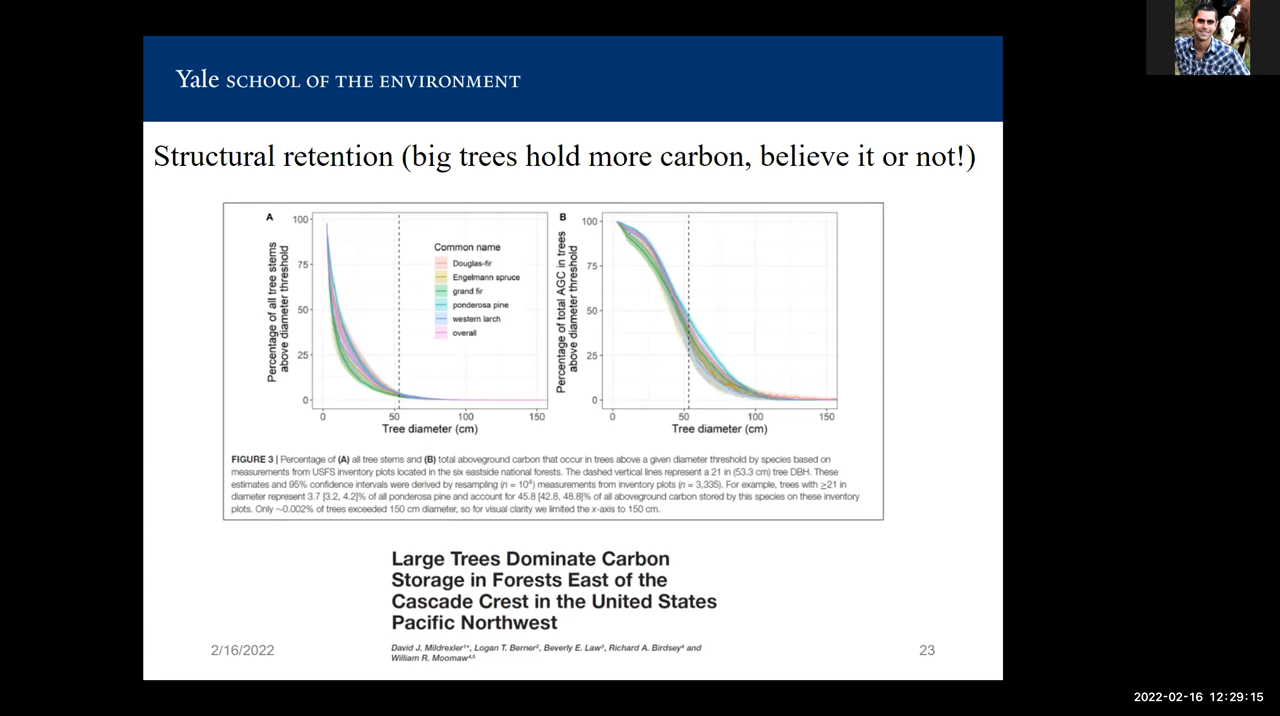 Yale SCHOOL OF THE ENVIRONMENT
Structural retention (big trees hold more carbon, believe it or not!)
A
Percentage of all tree stems
above diameter threshold
100
75
50
25
0
0
50
100
150
Tree diameter (cm)
Common name
Douglas-fir
Engelmann spruce
grand fir
ponderosa pine
western larch
overall
B
Percentage of total AGC in trees
above diameter threshold
100
75
50
25
0
0
50
100
150
Tree diameter (cm)
FIGURE 3 | Percentage of (A) all tree stems and (B) total aboveground carbon that occur in trees above a given diameter threshold by species based on
measurements from USFS inventory plots located in the six eastside national forests. The dashed vertical lines represent a 21 in (53.3 cm) tree DBH. These
estimates and 95% confidence intervals were derived by resampling (n = 10⁴) measurements from inventory plots (n = 3,335). For example, trees with ≥21 in
diameter represent 3.7 [3.2, 4.2]% of all ponderosa pine and account for 45.8 [42.8, 48.8]% of all aboveground carbon stored by this species on these inventory
plots. Only ~0.002% of trees exceeded 150 cm diameter, so for visual clarity we limited the x-axis to 150 cm.
Large Trees Dominate Carbon
Storage in Forests East of the
Cascade Crest in the United States
Pacific Northwest
David J. Mildrexler¹*, Logan T. Berner², Beverly E. Law³, Richard A. Birdsey⁴ and
William R. Moomaw⁴,⁵
2/16/2022
23
2022-02-16 12:29:15